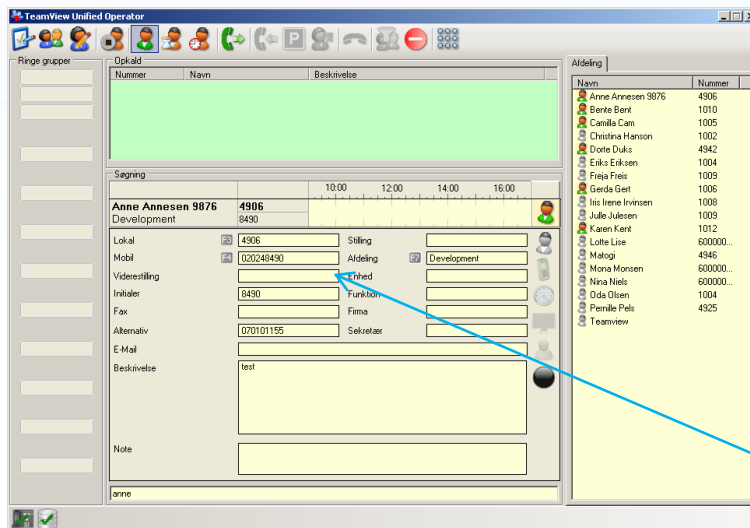 TeamView Unified Operator
Ringe grupper
Opkald
Nummer Navn Beskrivelse
Søgning
10:00 12:00 14:00 16:00
Anne Annesen 9876 4906
Development 8490
Lokal F3 4906 Stilling
Mobil F4 020248490 Afdeling F2 Development
Viderestilling Enhed
Initialer 8490 Funktion
Fax Firma
Alternativ 070101155 Sekretær
E-Mail
Beskrivelse test
Note
anne
Afdeling
Navn Nummer
Anne Annesen 9876 4906
Bente Bent 1010
Camilla Cam 1005
Christina Hanson 1002
Dorte Duks 4942
Eriks Eriksen 1004
Freja Freis 1009
Gerda Gert 1006
Iris Irene Irvinsen 1008
Julle Julesen 1009
Karen Kent 1012
Lotte Lise 600000...
Matogi 4946
Mona Monsen 600000...
Nina Niels 600000...
Oda Olsen 1004
Pernille Pels 4925
Teamview